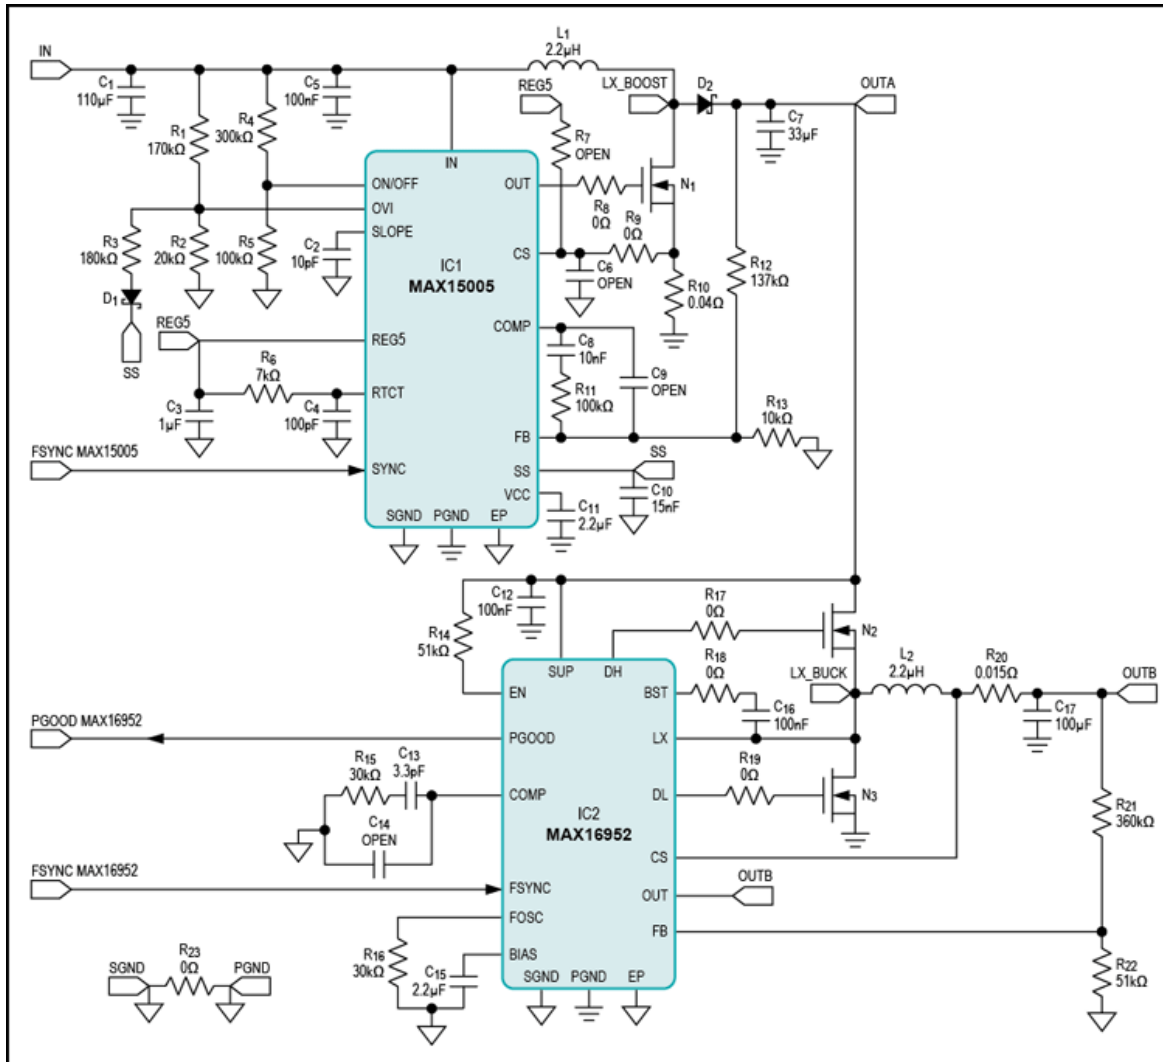 IN
C1
110µF
R1
170kΩ
R4
300kΩ
C5
100nF
L1
2.2µH
REG5
LX_BOOST
D2
OUTA
C7
33µF
R7
OPEN
IN
ON/OFF
OVI
SLOPE
OUT
R8
0Ω
N1
R9
0Ω
R3
180kΩ
R2
20kΩ
R5
100kΩ
C2
10pF
IC1
MAX15005
CS
C6
OPEN
R10
0.04Ω
R12
137kΩ
D1
SS
REG5
REG5
COMP
C8
10nF
R11
100kΩ
C9
OPEN
R6
7kΩ
RTCT
C3
1µF
C4
100pF
R13
10kΩ
FB
FSYNC MAX15005
SYNC
SS
SS
VCC
C10
15nF
C11
2.2µF
SGND
PGND
EP
C12
100nF
R14
51kΩ
R17
0Ω
N2
SUP
DH
R18
0Ω
LX_BUCK
L2
2.2µH
R20
0.015Ω
OUTB
EN
BST
C16
100nF
C17
100µF
PGOOD MAX16952
PGOOD
LX
R15
30kΩ
C13
3.3pF
R19
0Ω
COMP
DL
N3
C14
OPEN
IC2
MAX16952
R21
360kΩ
CS
FSYNC MAX16952
FSYNC
OUT
OUTB
FOSC
FB
R16
30kΩ
BIAS
C15
2.2µF
SGND
PGND
EP
R22
51kΩ
SGND
R23
0Ω
PGND